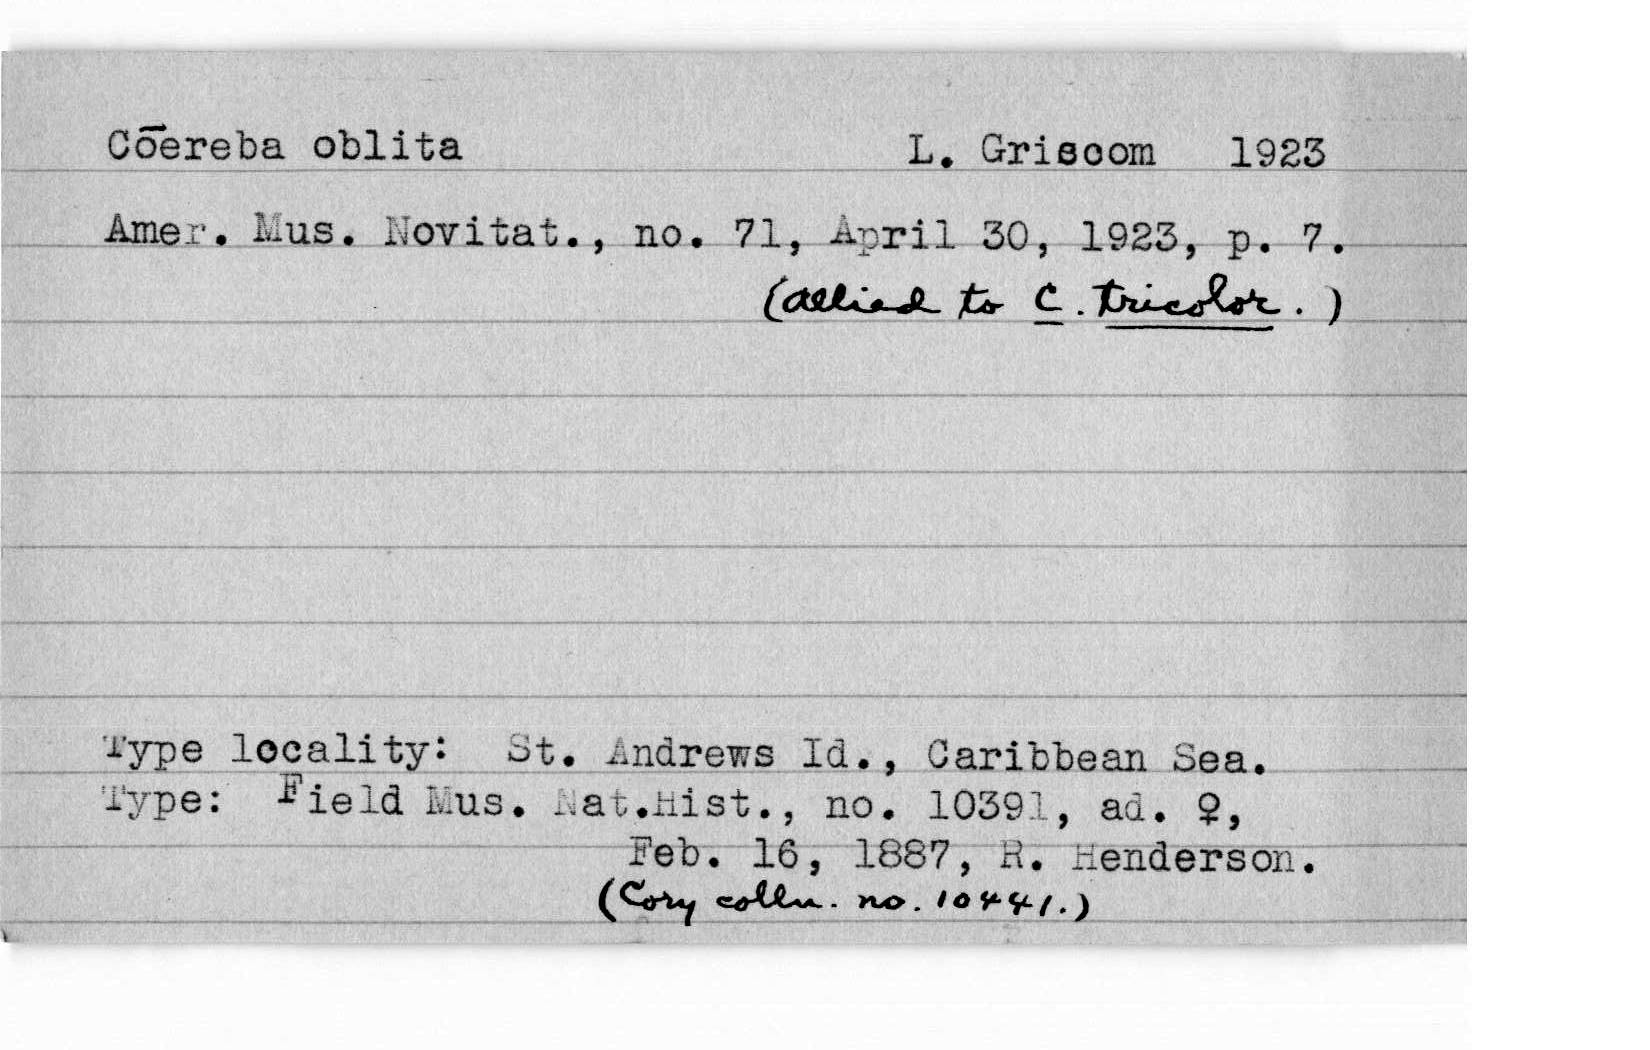 Cōereba oblita L. Griscom 1923
Amer. Mus. Novitat., no. 71, April 30, 1923, p. 7.
(allied to C. tricolor.)
Type locality: St. Andrews Id., Caribbean Sea.
Type: Field Mus. Nat.Hist., no. 10391, ad. ♀,
Feb. 16, 1887, R. Henderson.
(Cory colln. no. 10441.)